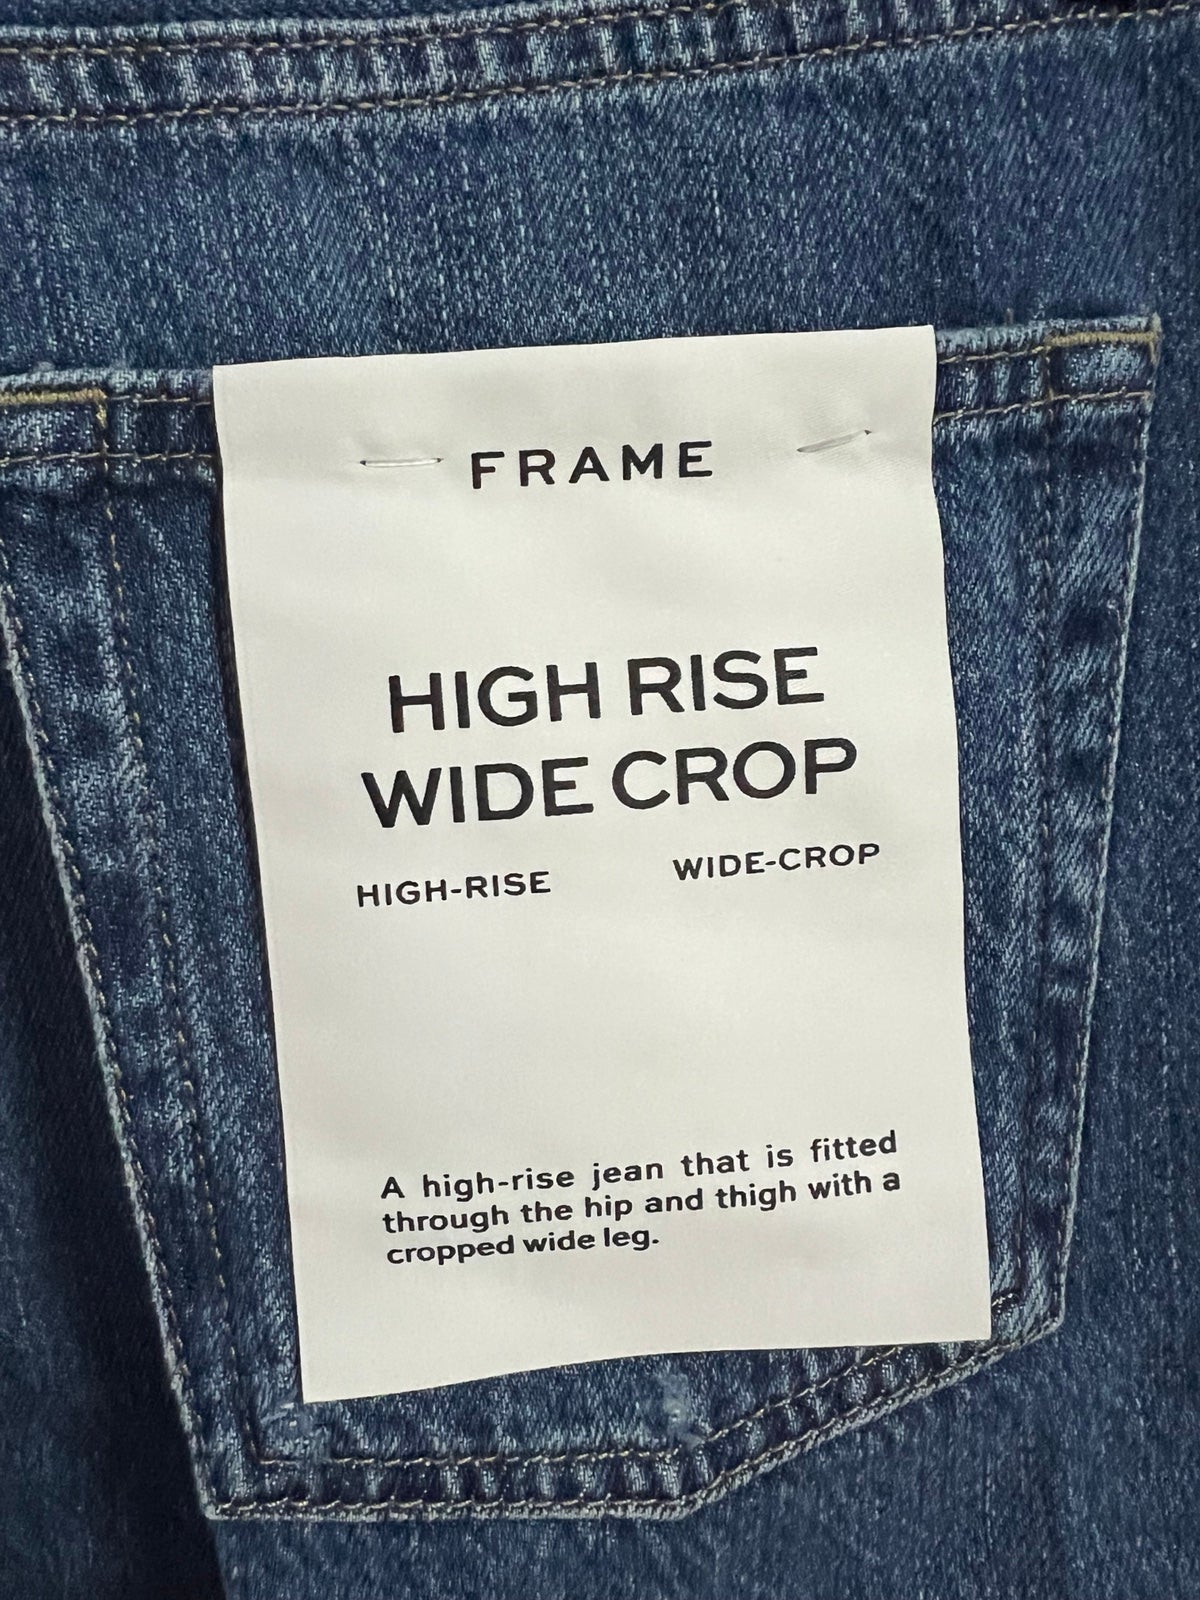 FRAME
HIGH RISE
WIDE CROP
HIGH-RISE WIDE-CROP
A high-rise jean that is fitted
through the hip and thigh with a
cropped wide leg.